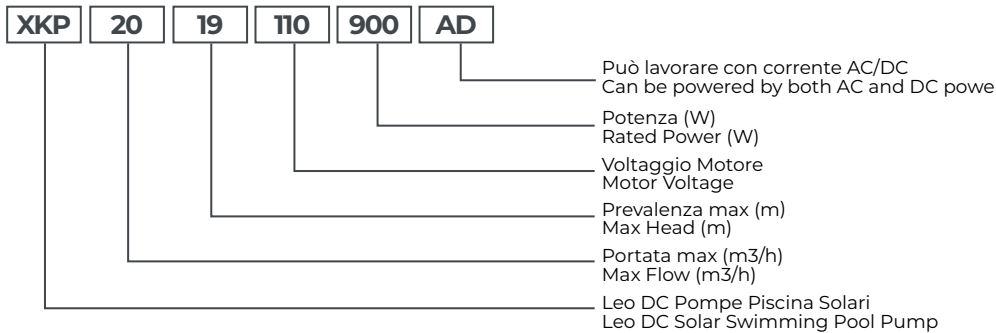 XKP 20 19 110 900 AD
Può lavorare con corrente AC/DC
Can be powered by both AC and DC powe
Potenza (W)
Rated Power (W)
Voltaggio Motore
Motor Voltage
Prevalenza max (m)
Max Head (m)
Portata max (m3/h)
Max Flow (m3/h)
Leo DC Pompe Piscina Solari
Leo DC Solar Swimming Pool Pump